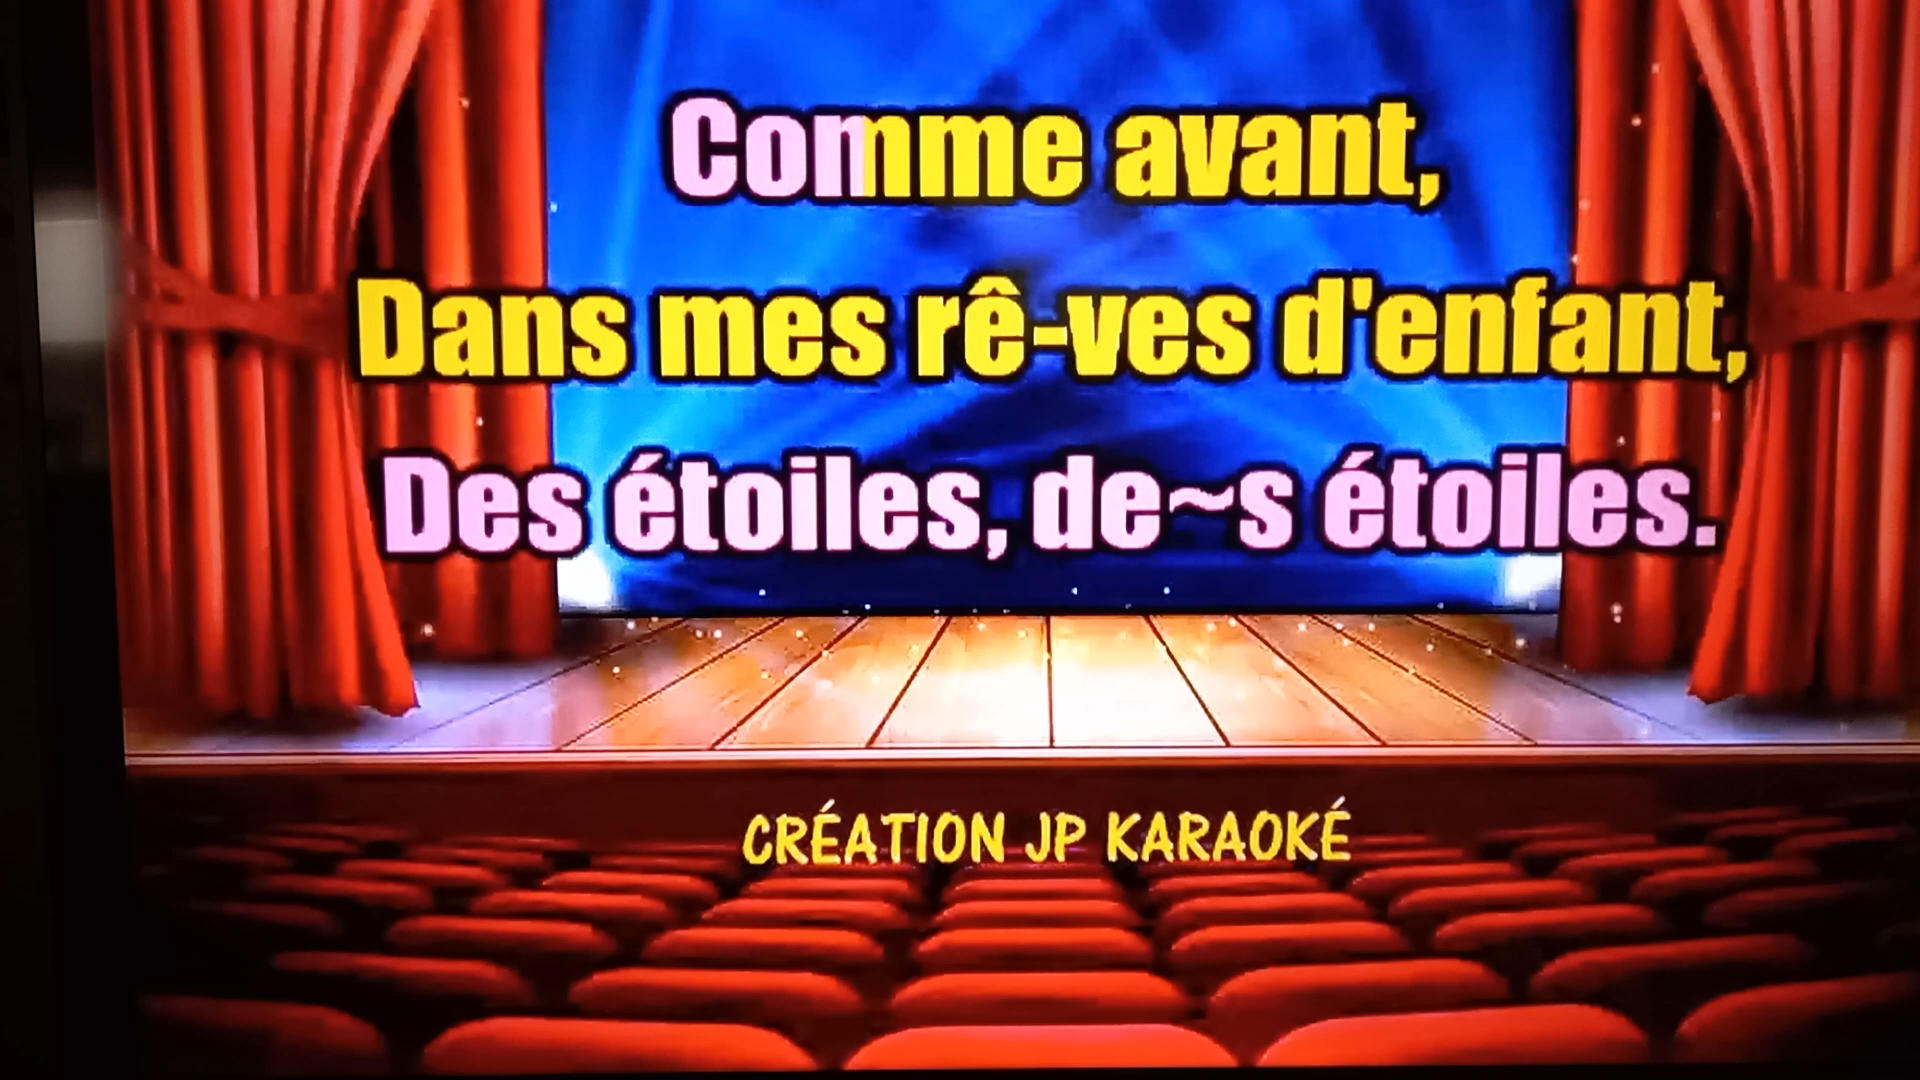 Comme avant,
Dans mes rê-ves d'enfant,
Des étoiles, de~s étoiles.
CRÉATION JP KARAOKÉ